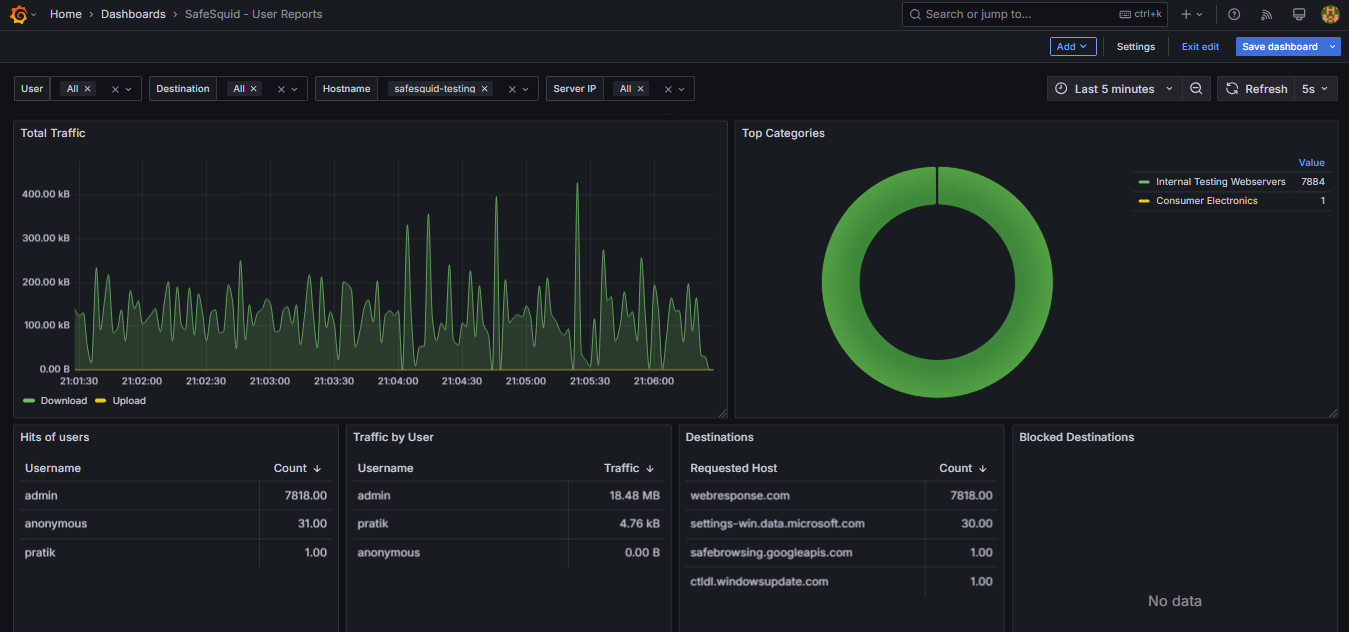 Home › Dashboards › SafeSquid - User Reports
Search or jump to...
ctrl+k
Add
Settings
Exit edit
Save dashboard
User All
Destination All
Hostname safesquid-testing
Server IP All
Last 5 minutes
Refresh 5s
Total Traffic
400.00 kB
300.00 kB
200.00 kB
100.00 kB
0.00 B
21:01:30 21:02:00 21:02:30 21:03:00 21:03:30 21:04:00 21:04:30 21:05:00 21:05:30 21:06:00
Download Upload
Top Categories
Value
Internal Testing Webservers 7884
Consumer Electronics 1
Hits of users
Username Count
admin 7818.00
anonymous 31.00
pratik 1.00
Traffic by User
Username Traffic
admin 18.48 MB
pratik 4.76 kB
anonymous 0.00 B
Destinations
Requested Host Count
webresponse.com 7818.00
settings-win.data.microsoft.com 30.00
safebrowsing.googleapis.com 1.00
ctldl.windowsupdate.com 1.00
Blocked Destinations
No data